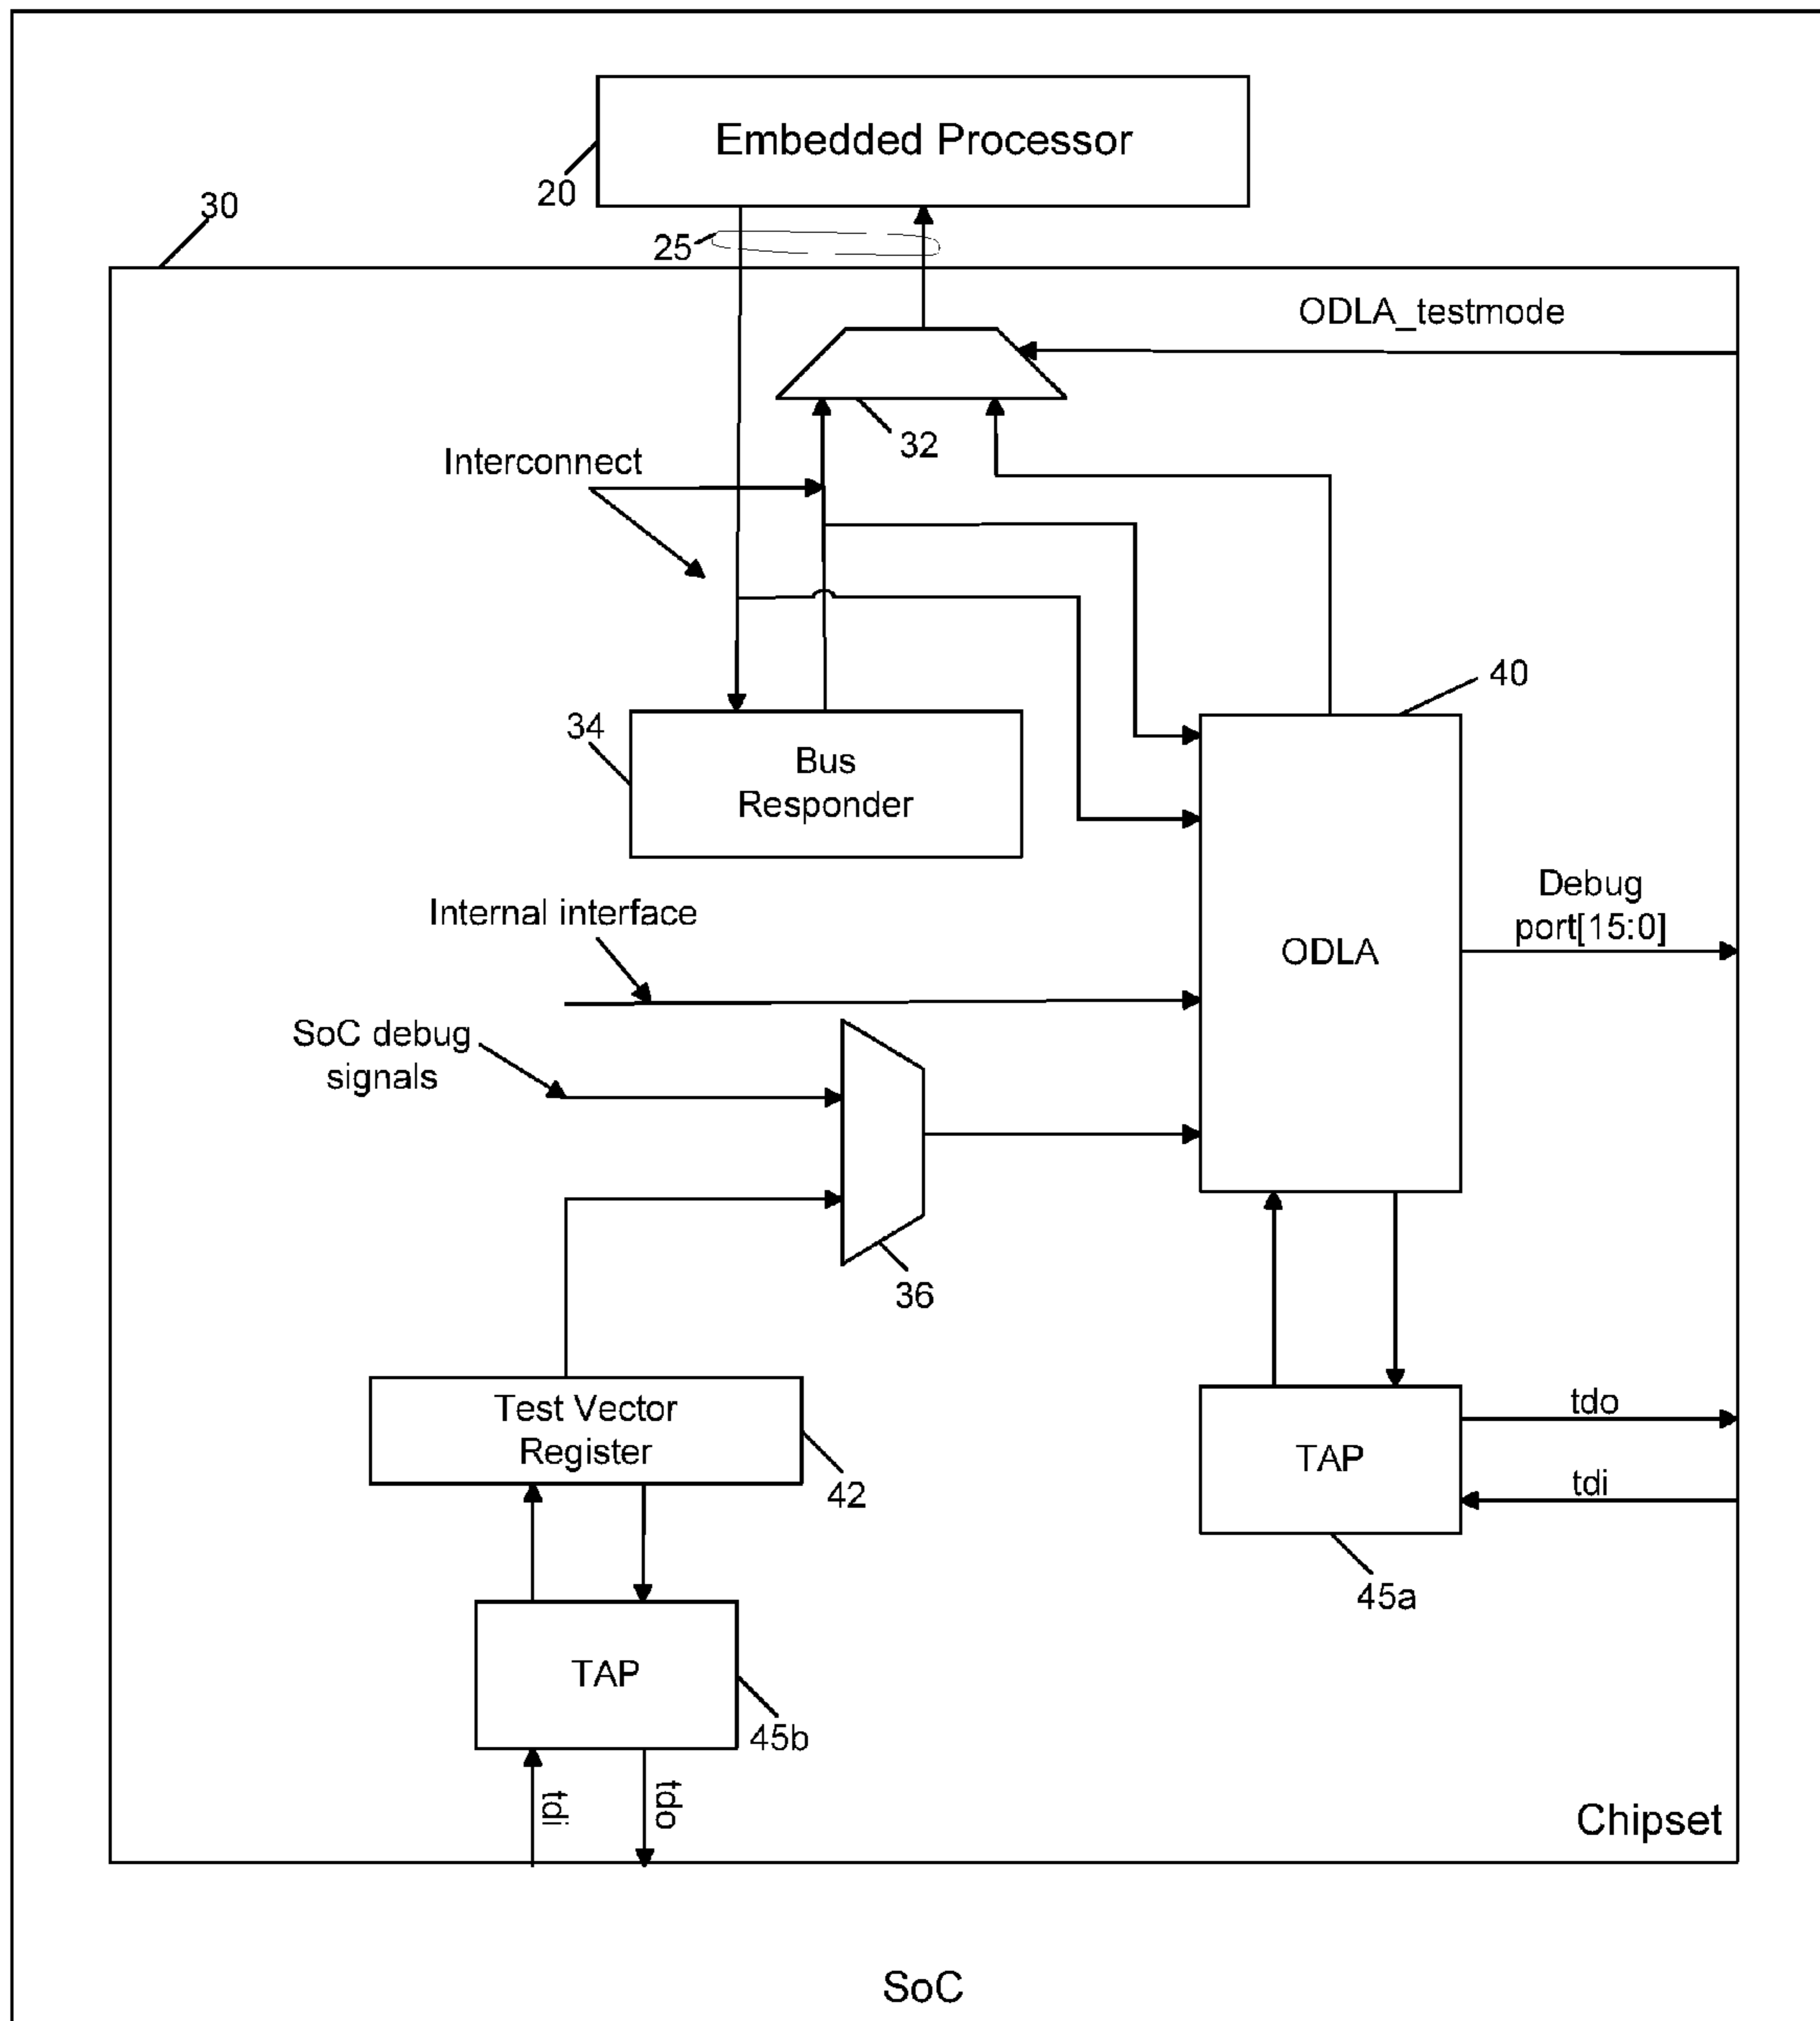 Embedded Processor
20
30
25
ODLA_testmode
32
Interconnect
40
34
Bus
Responder
Internal interface
Debug
port[15:0]
ODLA
SoC debug
signals
36
Test Vector
Register
42
tdo
TAP
tdi
45a
TAP
45b
tdi
tdo
Chipset
SoC